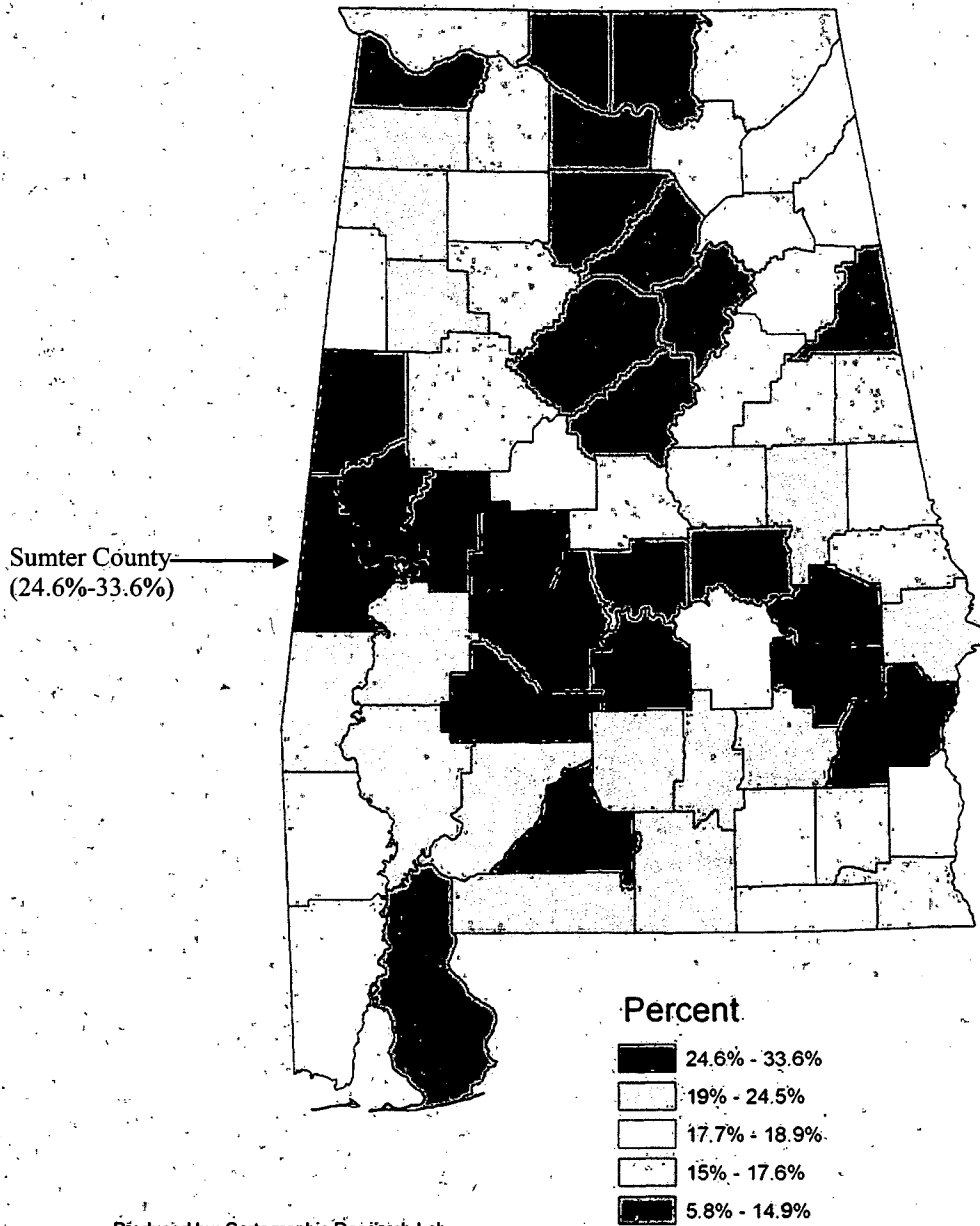 Sumter County
(24.6%-33.6%)
Percent
24.6% - 33.6%
19% - 24.5%
17.7% - 18.9%
15% - 17.6%
5.8% - 14.9%